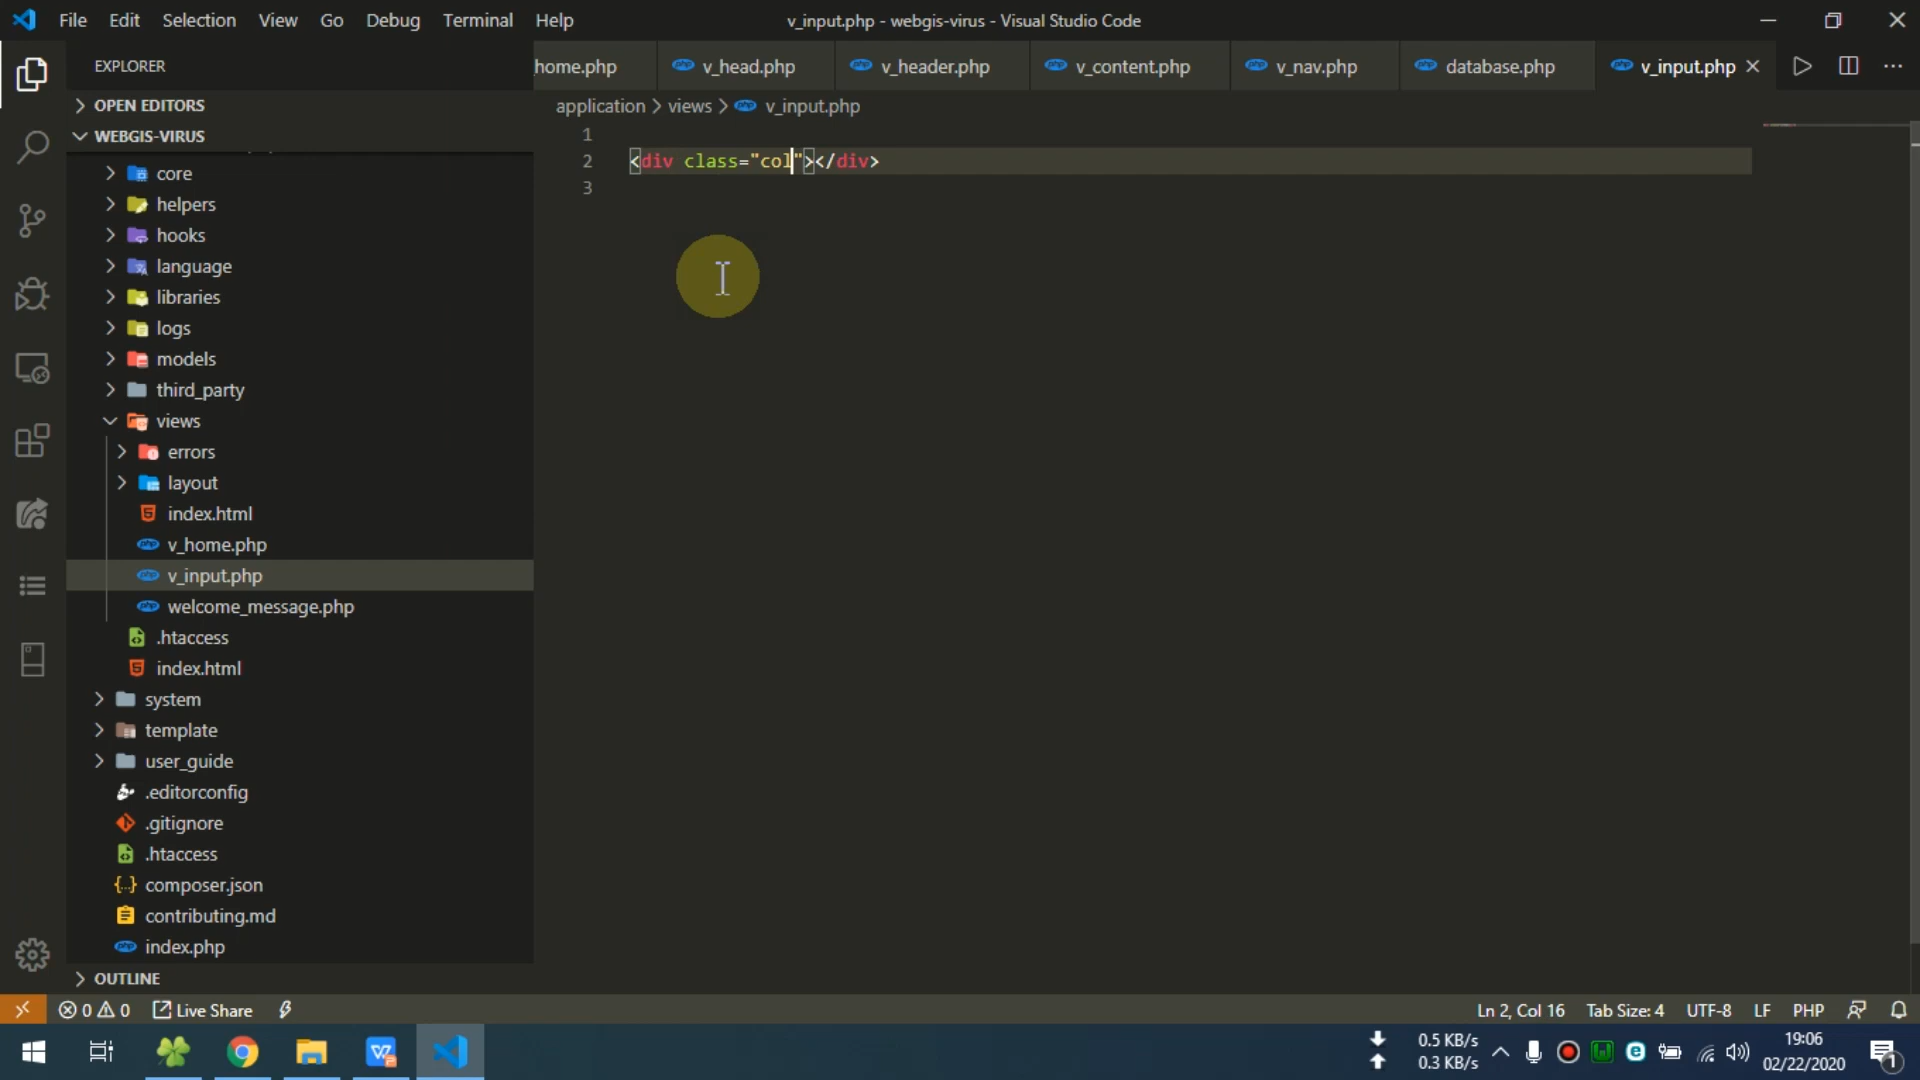 File Edit Selection View Go Debug Terminal Help
v_input.php - webgis-virus - Visual Studio Code
EXPLORER
home.php
v_head.php
v_header.php
v_content.php
v_nav.php
database.php
v_input.php
OPEN EDITORS
application > views > v_input.php
WEBGIS-VIRUS
1
2 <div class="col"></div>
3
core
helpers
hooks
language
libraries
logs
models
third_party
views
errors
layout
index.html
v_home.php
v_input.php
welcome_message.php
.htaccess
index.html
system
template
user_guide
.editorconfig
.gitignore
.htaccess
composer.json
contributing.md
index.php
OUTLINE
0 0 Live Share
Ln 2, Col 16 Tab Size: 4 UTF-8 LF PHP
0.5 KB/s
0.3 KB/s
19:06
02/22/2020
1